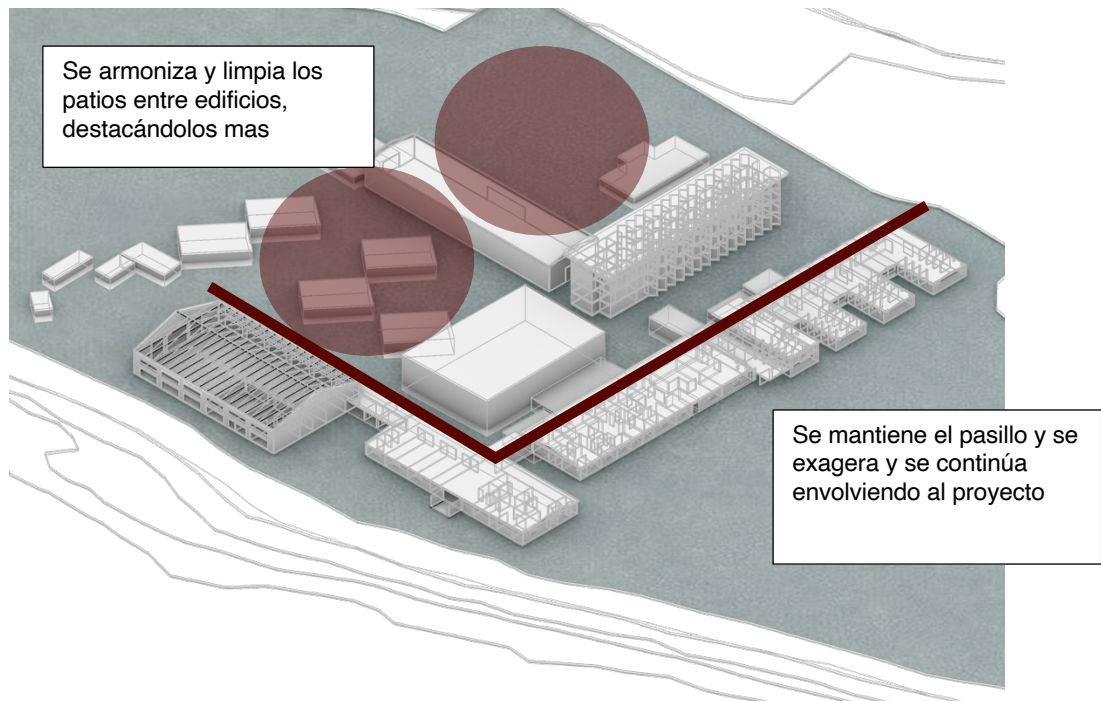 Se armoniza y limpia los
patios entre edificios,
destacándolos mas
Se mantiene el pasillo y se
exagera y se continúa
envolviendo al proyecto